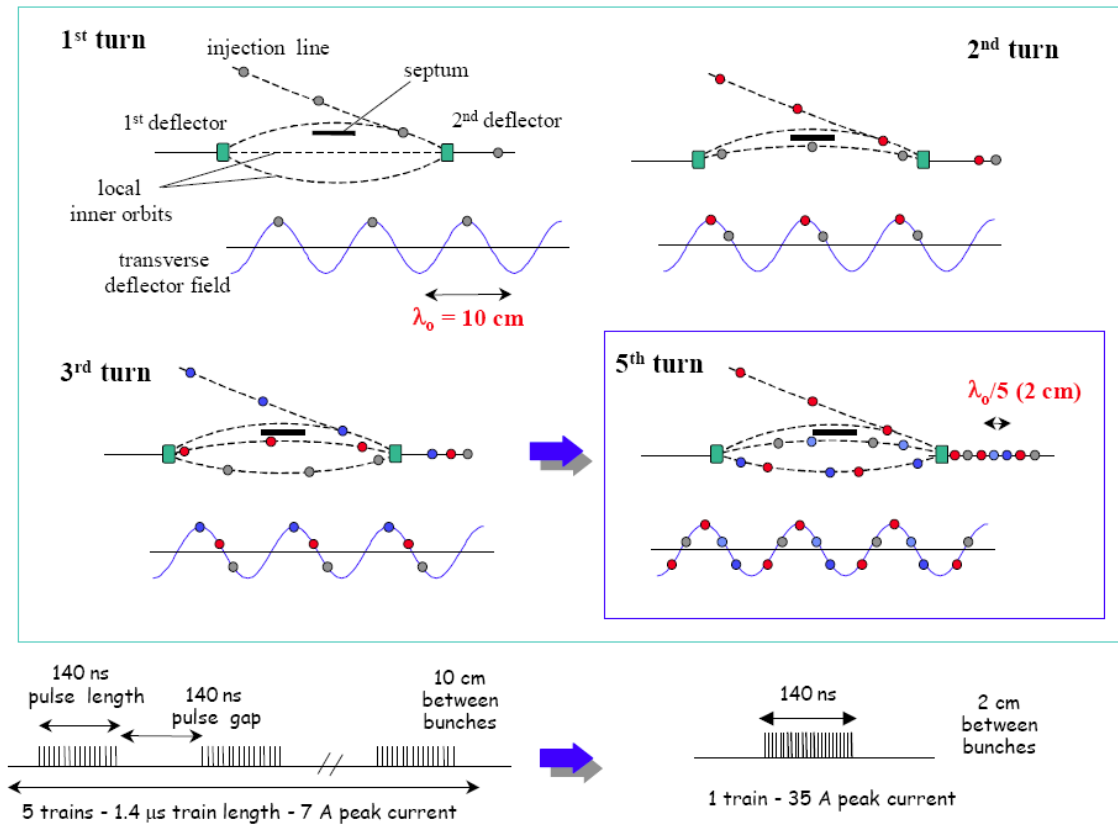 1st turn
injection line
septum
1st deflector
2nd deflector
local
inner orbits
transverse
deflector field
λo = 10 cm
2nd turn
3rd turn
5th turn
λo/5 (2 cm)
140 ns
pulse length
140 ns
pulse gap
10 cm
between
bunches
5 trains - 1.4 μs train length - 7 A peak current
140 ns
2 cm
between
bunches
1 train - 35 A peak current